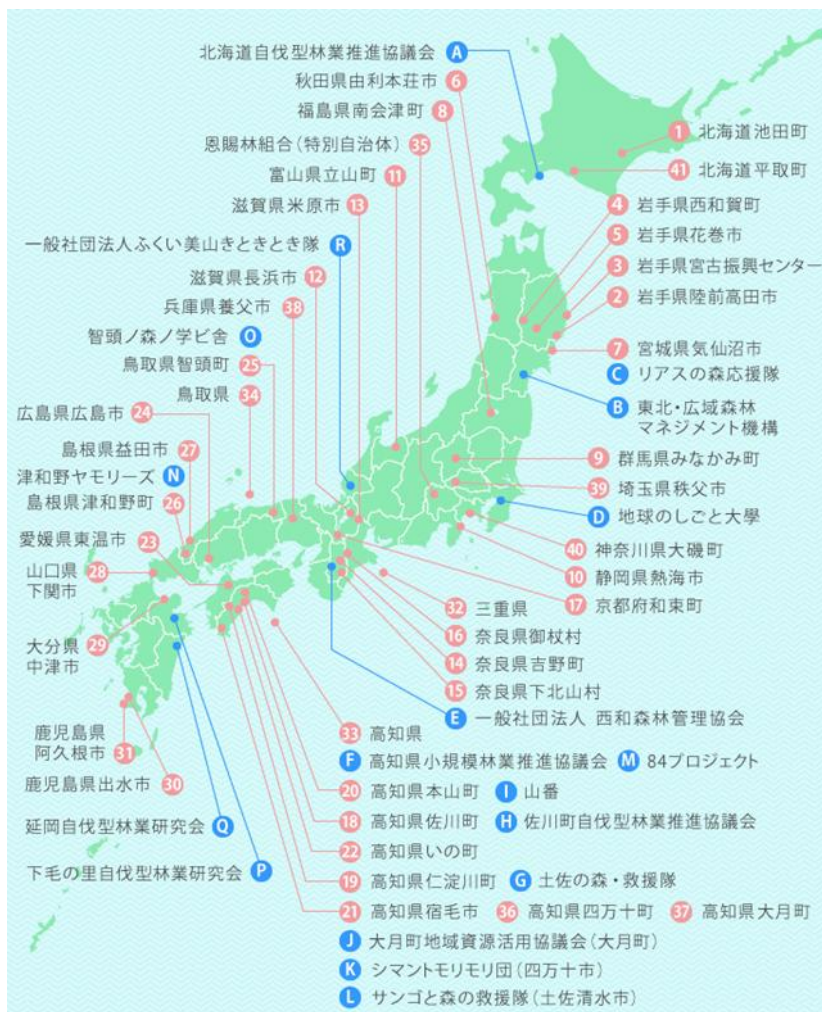 北海道自伐型林業推進協議会 A
秋田県由利本荘市 6
福島県南会津町 8
恩賜林組合（特別自治体） 35
富山県立山町 11
滋賀県米原市 13
一般社団法人ふくい美山きときとき隊 R
滋賀県長浜市 12
兵庫県養父市 38
智頭ノ森ノ学ビ舎 O
鳥取県智頭町 25
鳥取県 34
広島県広島市 24
島根県益田市 27
津和野ヤモリーズ N
島根県津和野町 26
愛媛県東温市 23
山口県
下関市 28
大分県
中津市 29
鹿児島県
阿久根市 31
鹿児島県出水市 30
延岡自伐型林業研究会 Q
下毛の里自伐型林業研究会 P
1 北海道池田町
41 北海道平取町
4 岩手県西和賀町
5 岩手県花巻市
3 岩手県宮古振興センター
2 岩手県陸前高田市
7 宮城県気仙沼市
C リアスの森応援隊
B 東北・広域森林
マネジメント機構
9 群馬県みなかみ町
39 埼玉県秩父市
D 地球のしごと大學
40 神奈川県大磯町
10 静岡県熱海市
17 京都府和束町
32 三重県
16 奈良県御杖村
14 奈良県吉野町
15 奈良県下北山村
E 一般社団法人 西和森林管理協会
33 高知県
F 高知県小規模林業推進協議会 M 84プロジェクト
20 高知県本山町 I 山番
18 高知県佐川町 H 佐川町自伐型林業推進協議会
22 高知県いの町
19 高知県仁淀川町 G 土佐の森・救援隊
21 高知県宿毛市 36 高知県四万十町 37 高知県大月町
J 大月町地域資源活用協議会（大月町）
K シマントモリモリ団（四万十市）
L サンゴと森の救援隊（土佐清水市）